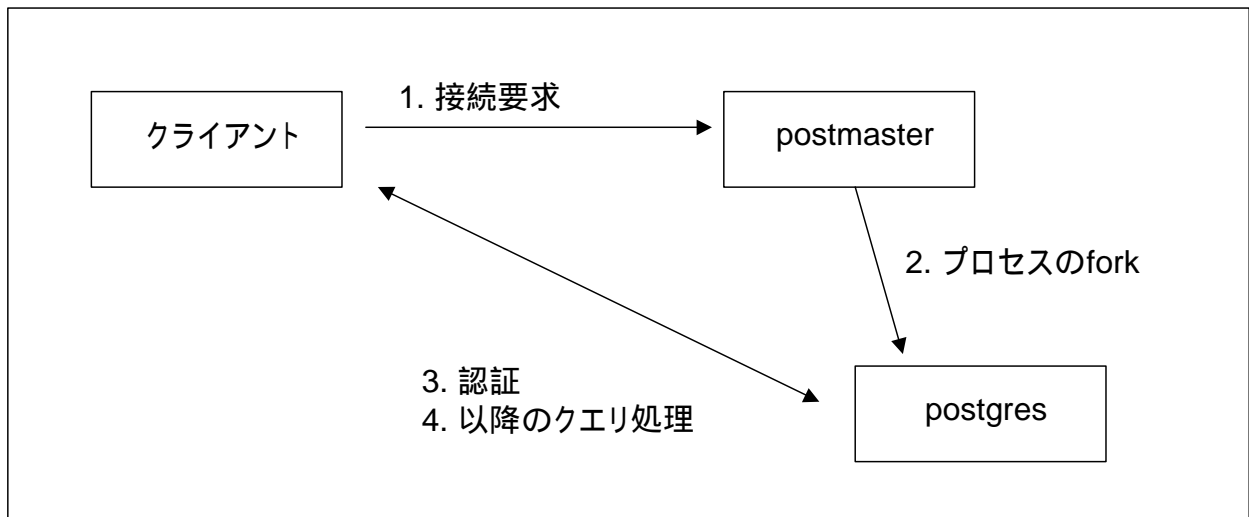 1. 接続要求
クライアント
postmaster
2. プロセスのfork
3. 認証
4. 以降のクエリ処理
postgres